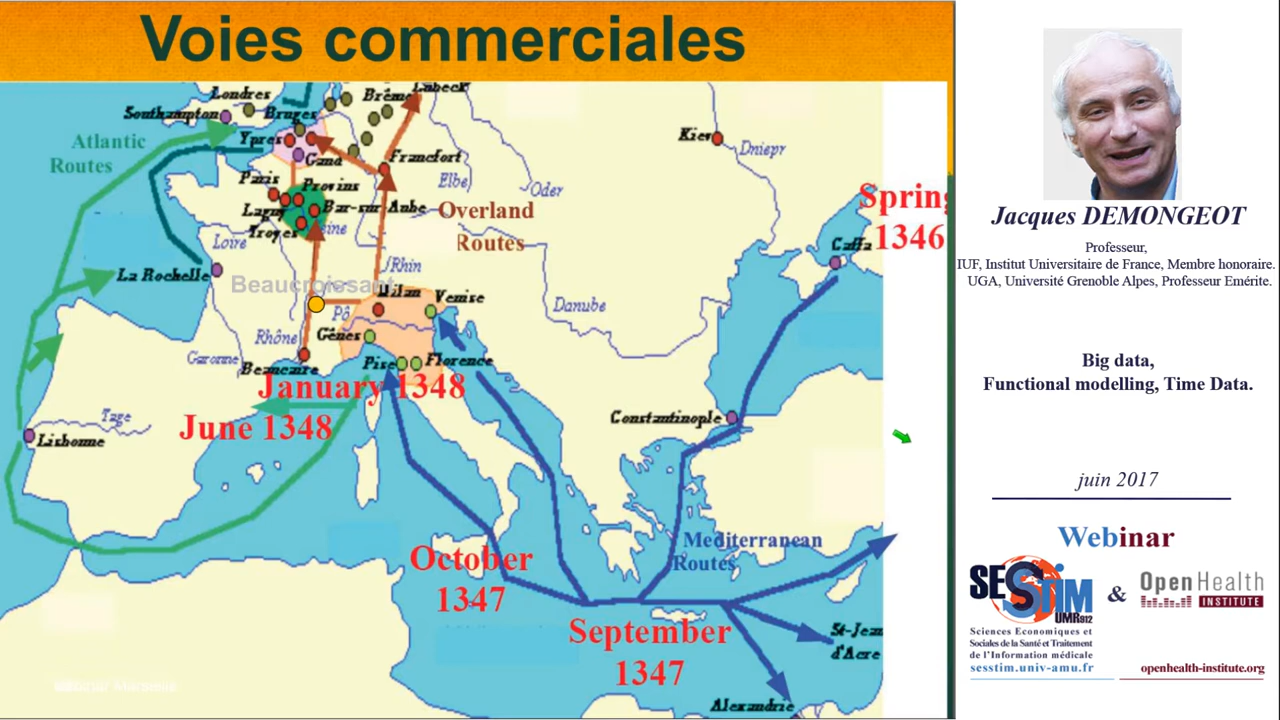 Voies commerciales
Londres
Brême
Lübeck
Southampton
Bruges
Atlantic
Routes
Ypres
Gand
Francfort
Kiev
Dniepr
Elbe
Oder
Paris
Provins
Lagny
Bar-sur-Aube
Troyes
Seine
Overland
Routes
Spring
1346
Caffa
Loire
La Rochelle
Rhin
Beaucroissant
Milan
Venise
Pô
Danube
Rhône
Gênes
Garonne
Beaucaire
Pise
Florence
January 1348
June 1348
Tage
Lisbonne
Constantinople
Mediterranean
Routes
October
1347
September
1347
St-Jean
d'Acre
Alexandrie
Jacques DEMONGEOT
Professeur,
IUF, Institut Universitaire de France, Membre honoraire.
UGA, Université Grenoble Alpes, Professeur Emérite.
Big data,
Functional modelling, Time Data.
juin 2017
Webinar
SESSTIM
UMR912
&
Open Health
INSTITUTE
Sciences Economiques et
Sociales de la Santé et Traitement
de l'Information médicale
sesstim.univ-amu.fr
openhealth-institute.org